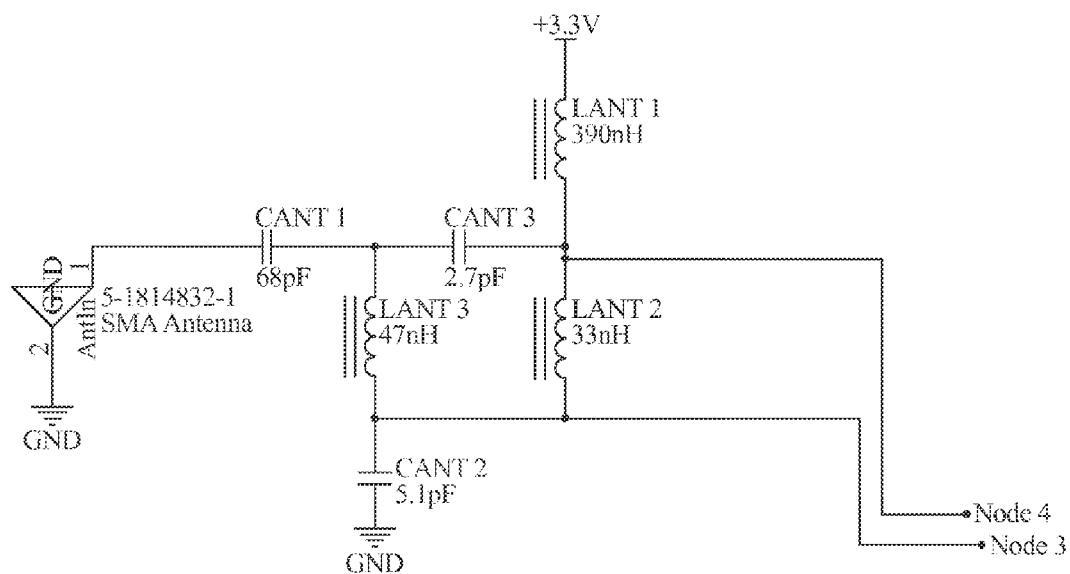 +3.3V
LANT 1
390nH
CANT 1
68pF
CANT 3
2.7pF
GND
1
AntIn
2
5-1814832-1
SMA Antenna
LANT 3
47nH
LANT 2
33nH
GND
CANT 2
5.1pF
GND
Node 4
Node 3